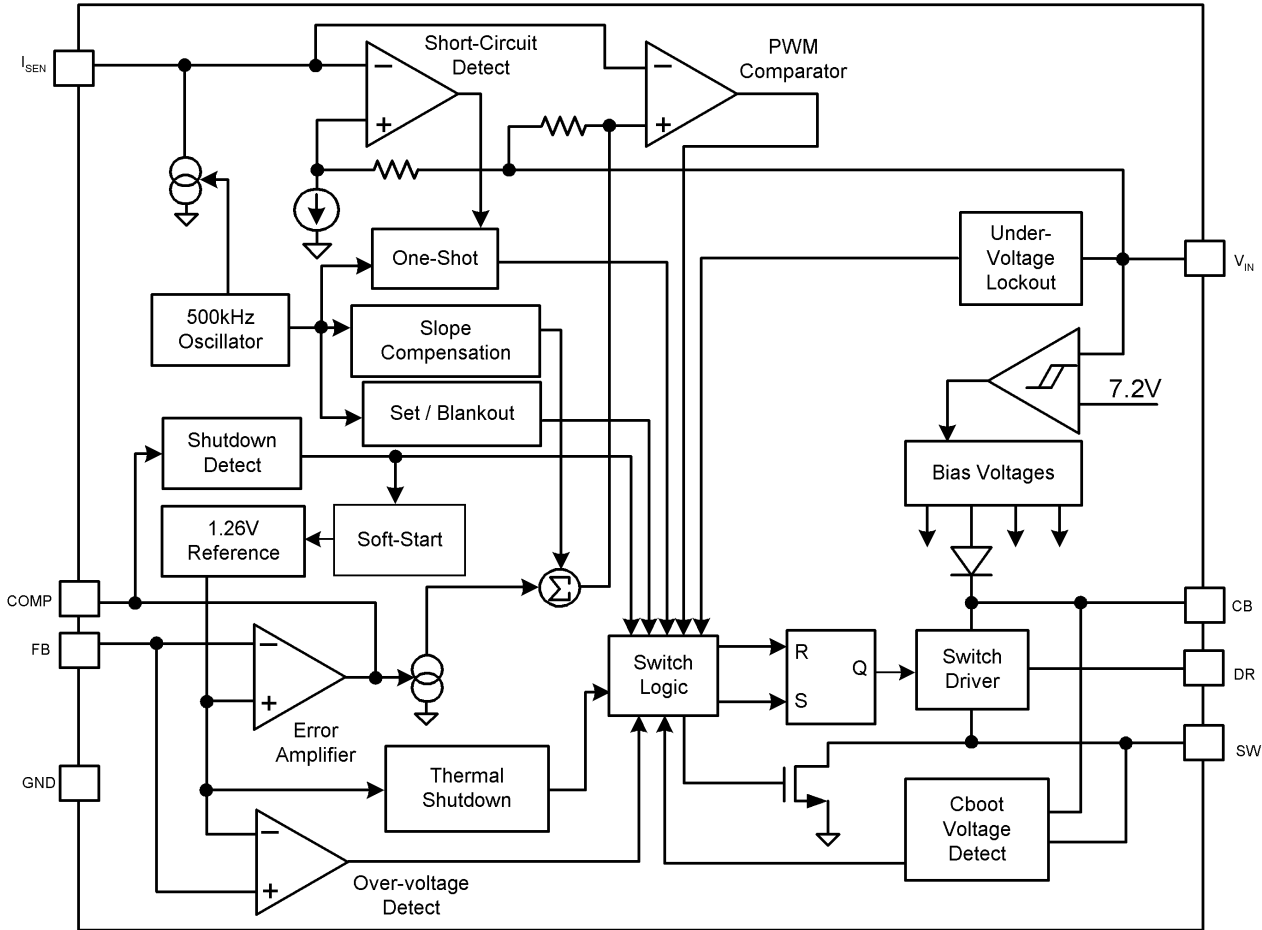 I_SEN
Short-Circuit
Detect
PWM
Comparator
−
+
−
+
One-Shot
Under-
Voltage
Lockout
V_IN
500kHz
Oscillator
Slope
Compensation
7.2V
Set / Blankout
Shutdown
Detect
Bias Voltages
1.26V
Reference
Soft-Start
Σ
COMP
CB
FB
−
+
Error
Amplifier
Switch
Logic
R
S
Q
Switch
Driver
DR
SW
GND
Thermal
Shutdown
Cboot
Voltage
Detect
−
+
Over-voltage
Detect